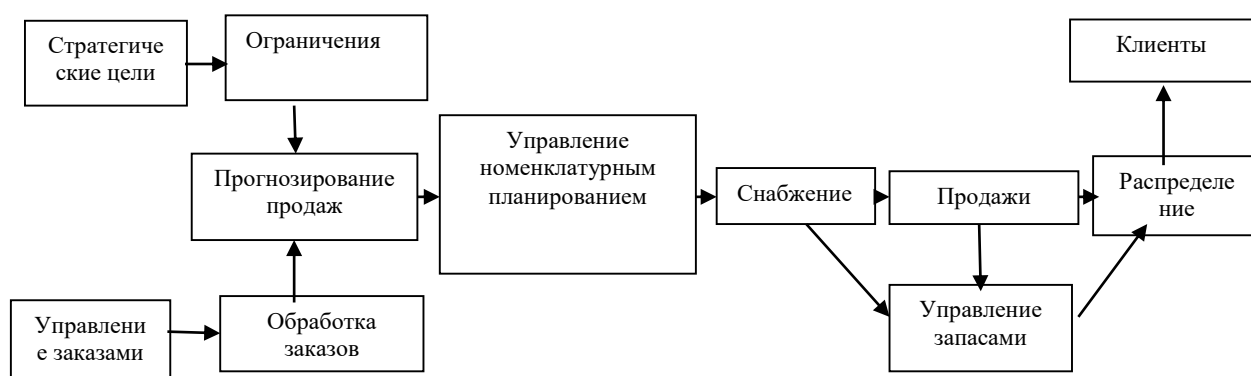 Стратегиче
ские цели
Ограничения
Клиенты
Прогнозирование
продаж
Управление
номенклатурным
планированием
Снабжение
Продажи
Распределе
ние
Управлени
е заказами
Обработка
заказов
Управление
запасами